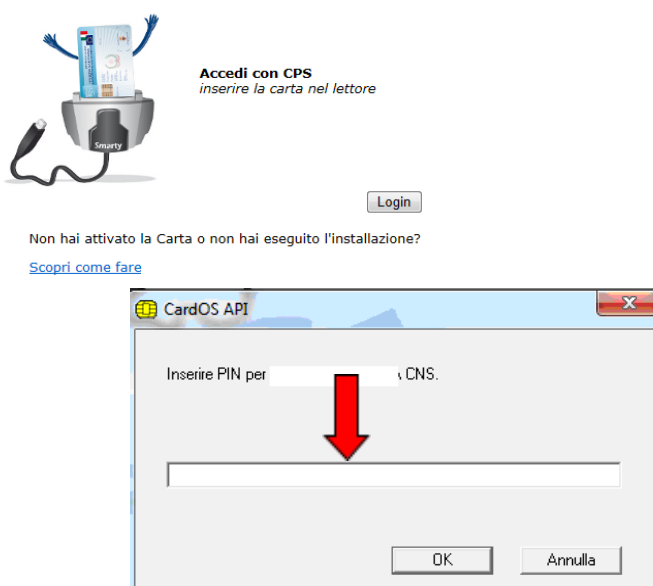 Smarty
Accedi con CPS
inserire la carta nel lettore
Login
Non hai attivato la Carta o non hai eseguito l'installazione?
Scopri come fare
CardOS API
Inserire PIN per CNS.
OK Annulla